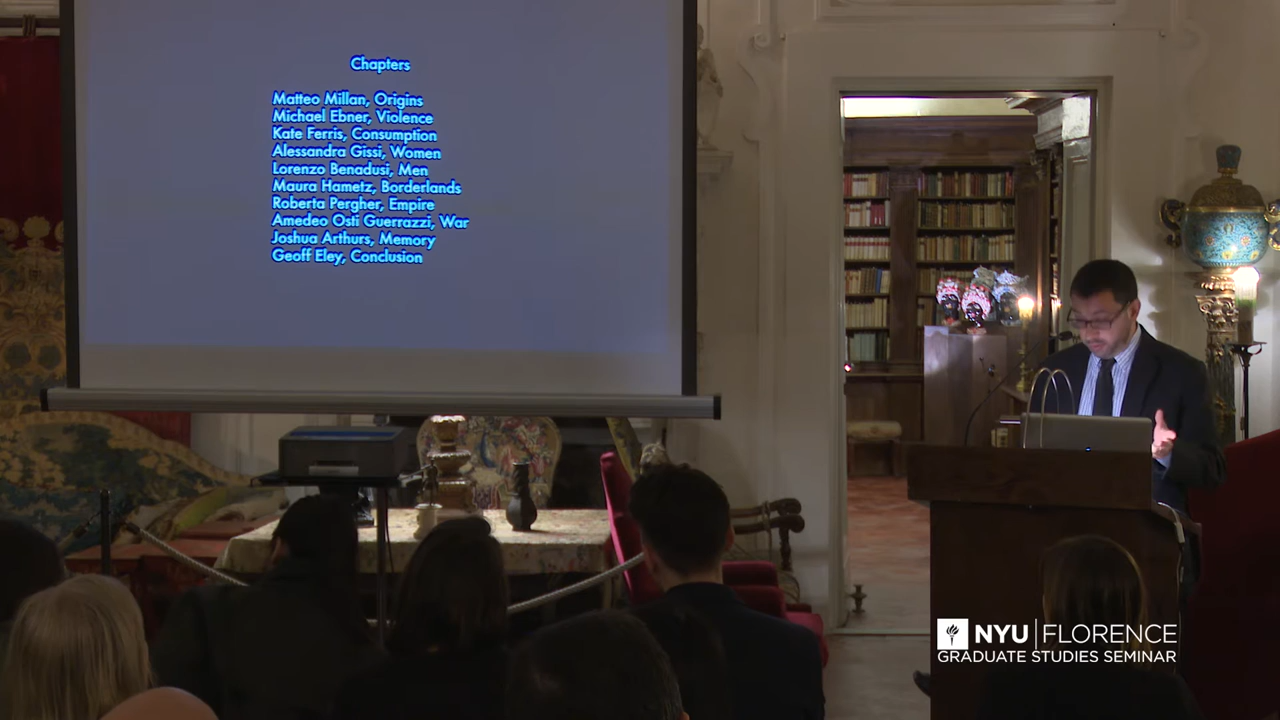 Chapters
Matteo Millan, Origins
Michael Ebner, Violence
Kate Ferris, Consumption
Alessandra Gissi, Women
Lorenzo Benadusi, Men
Maura Hametz, Borderlands
Roberta Pergher, Empire
Amedeo Osti Guerrazzi, War
Joshua Arthurs, Memory
Geoff Eley, Conclusion
NYU FLORENCE
GRADUATE STUDIES SEMINAR